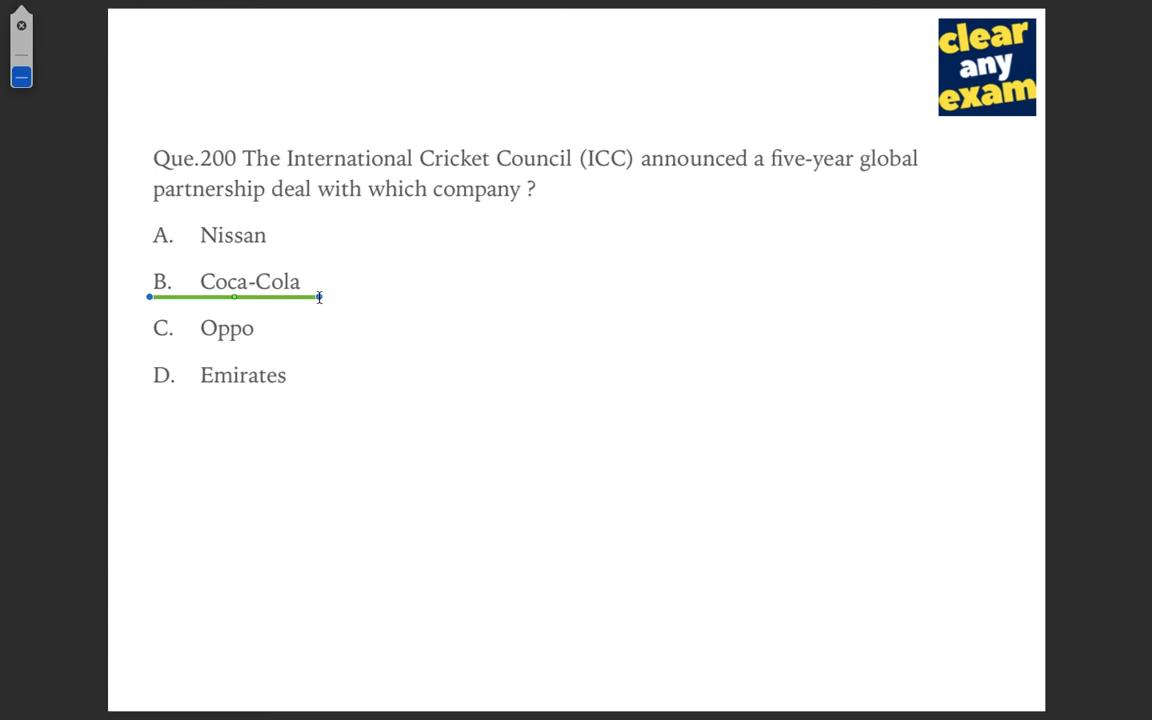 clear
any
exam
Que.200 The International Cricket Council (ICC) announced a five-year global
partnership deal with which company ?
A. Nissan
B. Coca-Cola
C. Oppo
D. Emirates